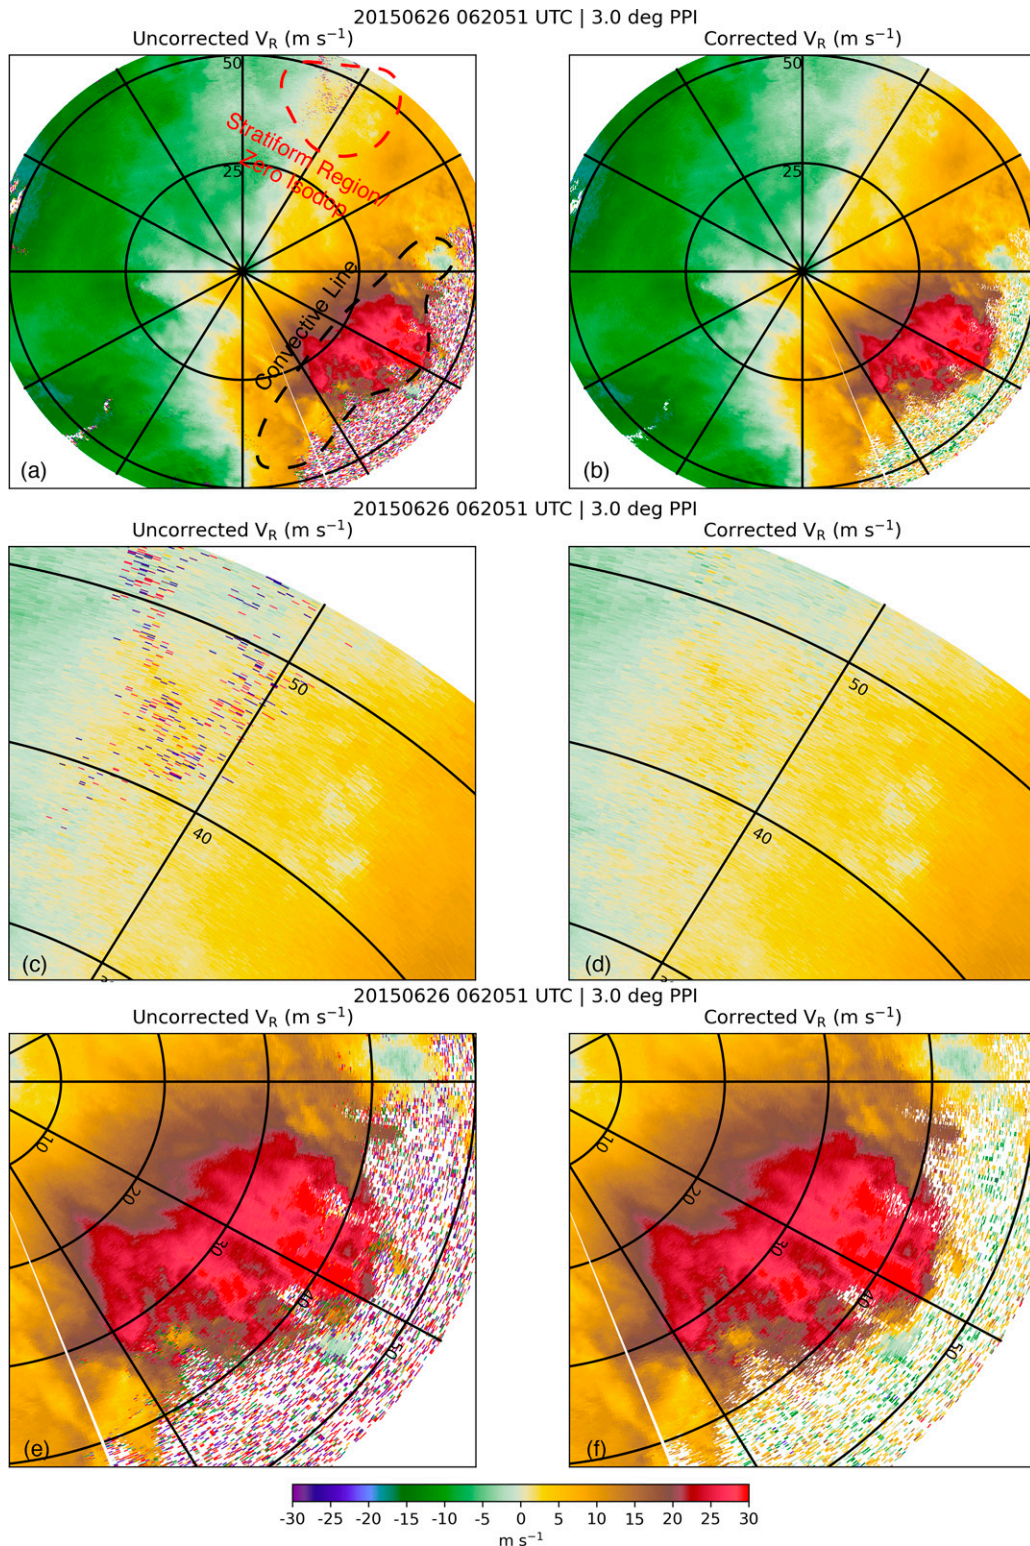 20150626 062051 UTC | 3.0 deg PPI
Uncorrected V_R (m s⁻¹)
Corrected V_R (m s⁻¹)
50
25
Stratiform Region/
Zero Isodop
Convective Line
(a)
50
25
(b)
20150626 062051 UTC | 3.0 deg PPI
Uncorrected V_R (m s⁻¹)
Corrected V_R (m s⁻¹)
50
40
(c)
50
40
(d)
20150626 062051 UTC | 3.0 deg PPI
Uncorrected V_R (m s⁻¹)
Corrected V_R (m s⁻¹)
10
20
30
40
50
(e)
10
20
30
40
50
(f)
-30 -25 -20 -15 -10 -5 0 5 10 15 20 25 30
m s⁻¹